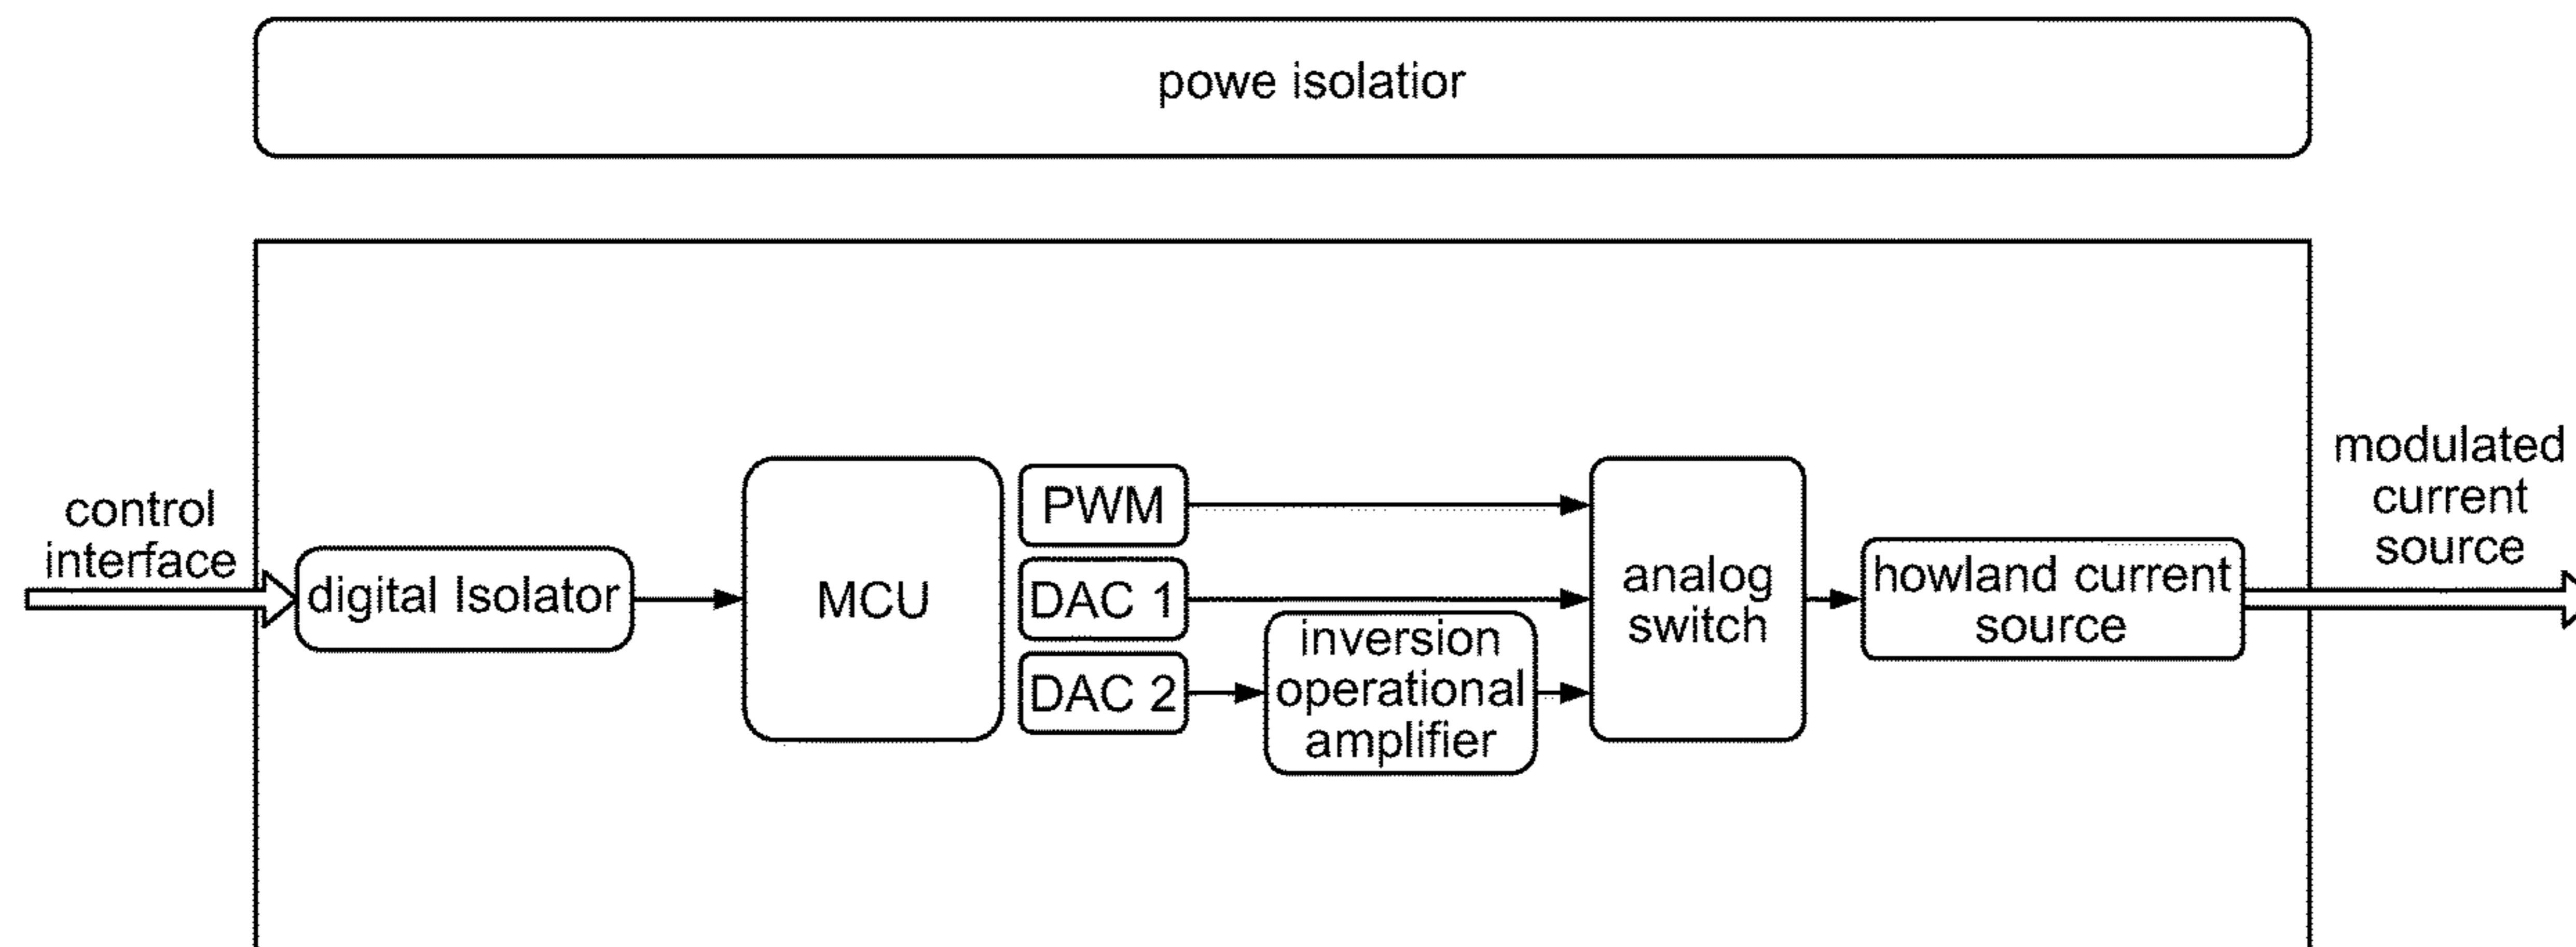 powe isolatior
control
interface
digital Isolator
MCU
PWM
DAC 1
DAC 2
inversion
operational
amplifier
analog
switch
howland current
source
modulated
current
source